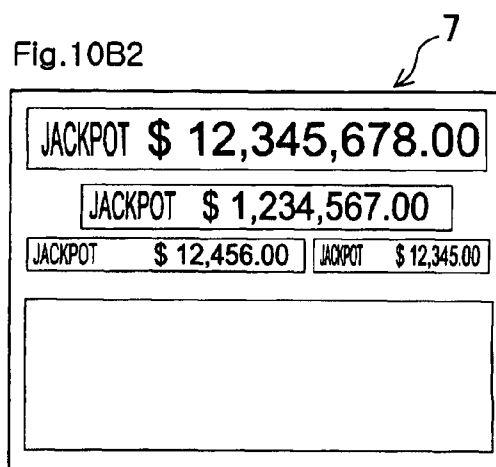 7
Fig.10B2
JACKPOT $ 12,345,678.00
JACKPOT $ 1,234,567.00
JACKPOT $ 12,456.00 JACKPOT $ 12,345.00